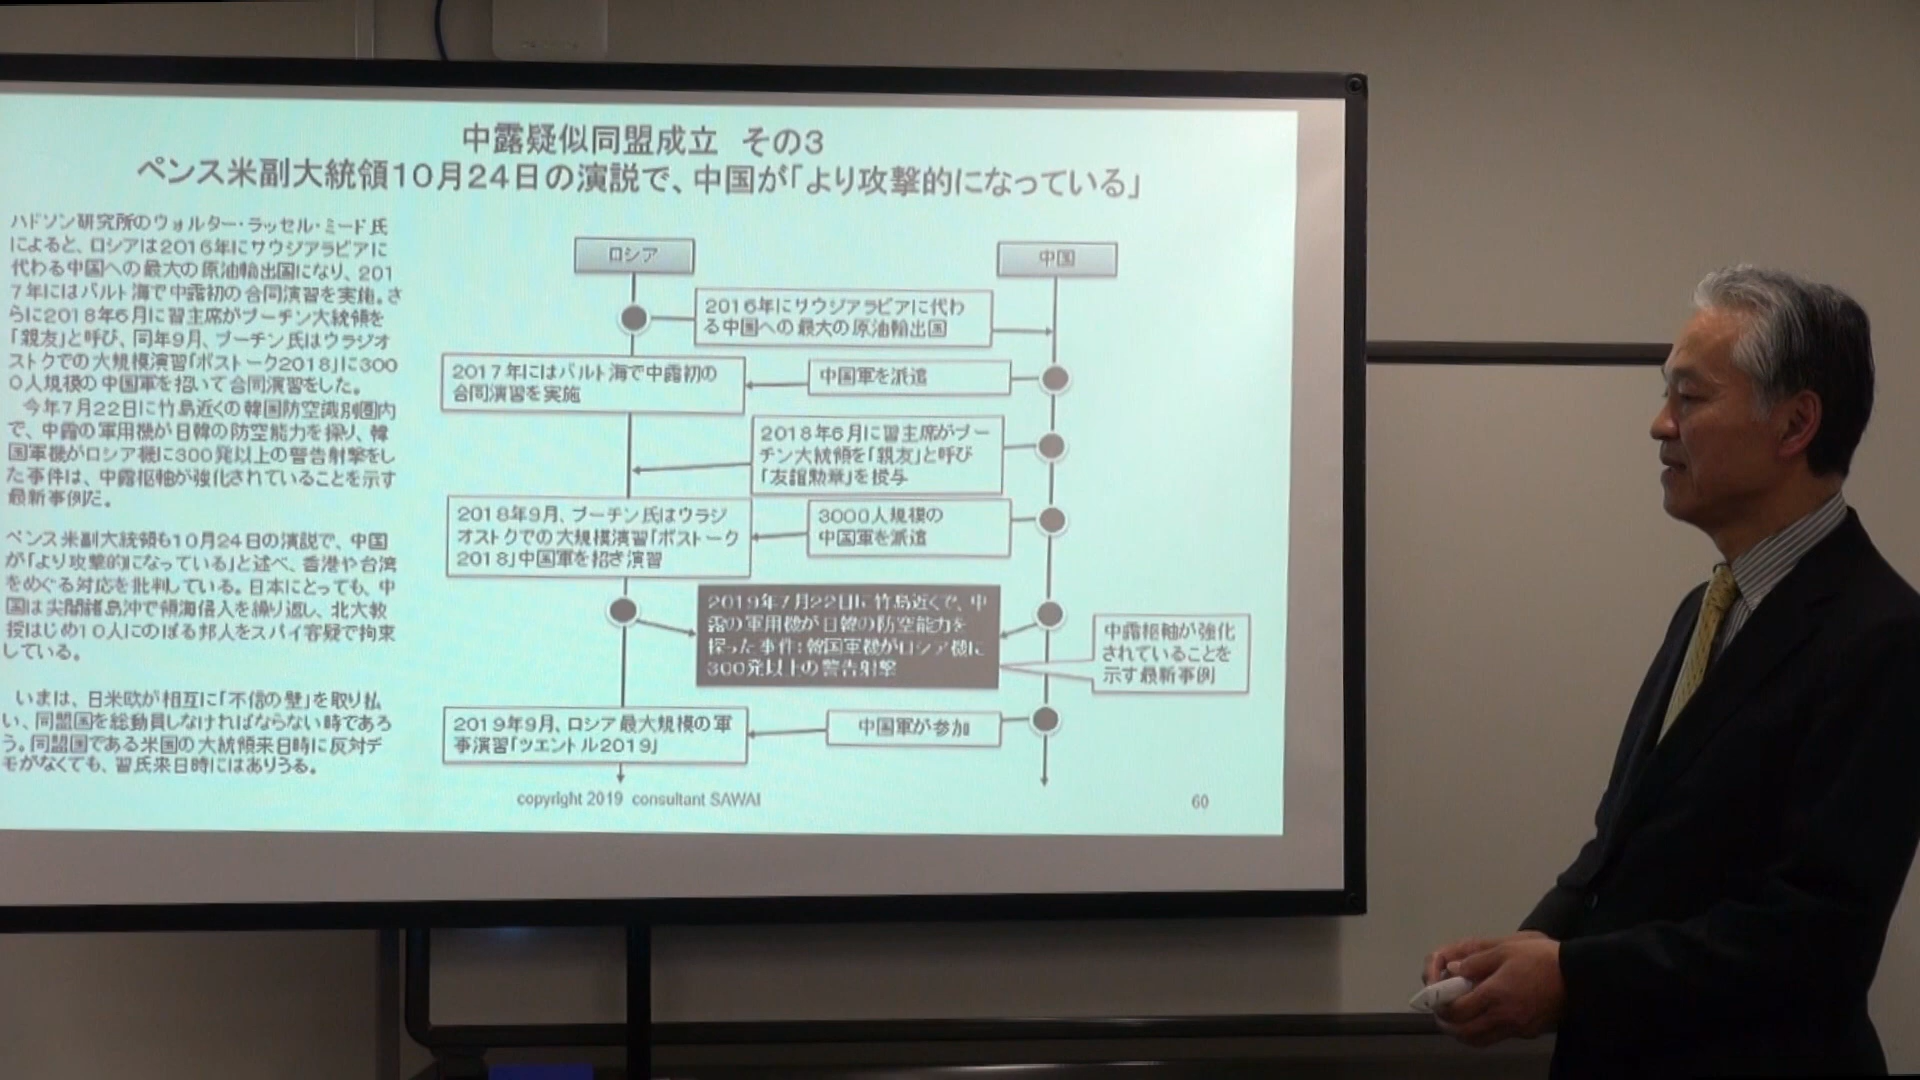 中露疑似同盟成立 その3
ペンス米副大統領10月24日の演説で、中国が「より攻撃的になっている」
ハドソン研究所のウォルター・ラッセル・ミード氏
によると、ロシアは2016年にサウジアラビアに
代わる中国への最大の原油輸出国になり、201
7年にはバルト海で中露初の合同演習を実施。さ
らに2018年6月に習主席がプーチン大統領を
「親友」と呼び、同年9月、プーチン氏はウラジオ
ストクでの大規模演習「ボストーク2018」に300
0人規模の中国軍を招いて合同演習をした。
今年7月22日に竹島近くの韓国防空識別圏内
で、中露の軍用機が日韓の防空能力を探り、韓
国軍機がロシア機に300発以上の警告射撃をし
た事件は、中露枢軸が強化されていることを示す
最新事例だ。
ペンス米副大統領も10月24日の演説で、中国
が「より攻撃的になっている」と述べ、香港や台湾
をめぐる対応を批判している。日本にとっても、中
国は尖閣諸島沖で領海侵入を繰り返し、北大教
授はじめ10人にのぼる邦人をスパイ容疑で拘束
している。
いまは、日米欧が相互に「不信の壁」を取り払
い、同盟国を総動員しなければならない時であろ
う。同盟国である米国の大統領来日時に反対デ
モがなくても、習氏来日時にはありうる。
ロシア
中国
2016年にサウジアラビアに代わ
る中国への最大の原油輸出国
2017年にはバルト海で中露初の
合同演習を実施
中国軍を派遣
2018年6月に習主席がプー
チン大統領を「親友」と呼び
「友誼勲章」を授与
2018年9月、プーチン氏はウラジ
オストクでの大規模演習「ボストーク
2018」中国軍を招き演習
3000人規模の
中国軍を派遣
2019年7月22日に竹島近くで、中
露の軍用機が日韓の防空能力を
探った事件:韓国軍機がロシア機に
300発以上の警告射撃
中露枢軸が強化
されていることを
示す最新事例
2019年9月、ロシア最大規模の軍
事演習「ツエントル2019」
中国軍が参加
copyright 2019 consultant SAWAI
60